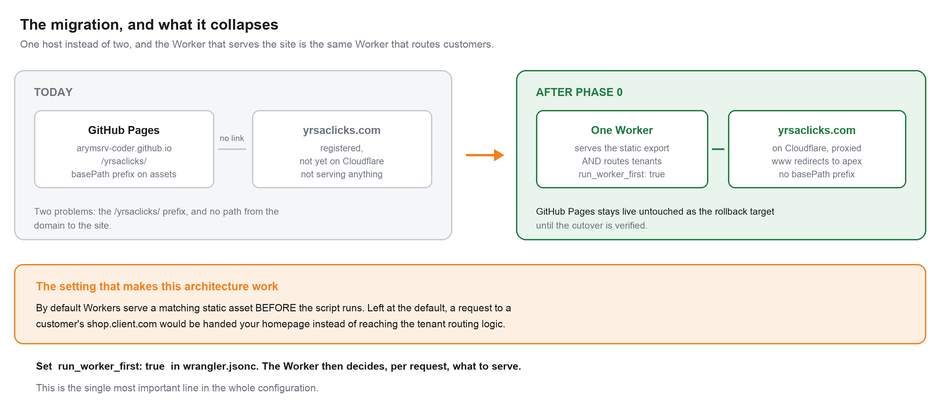 The migration, and what it collapses
One host instead of two, and the Worker that serves the site is the same Worker that routes customers.
TODAY
GitHub Pages
arymsrv-coder.github.io
/yrsaclicks/
basePath prefix on assets
no link
yrsaclicks.com
registered,
not yet on Cloudflare
not serving anything
Two problems: the /yrsaclicks/ prefix, and no path from the
domain to the site.
AFTER PHASE 0
One Worker
serves the static export
AND routes tenants
run_worker_first: true
yrsaclicks.com
on Cloudflare, proxied
www redirects to apex
no basePath prefix
GitHub Pages stays live untouched as the rollback target
until the cutover is verified.
The setting that makes this architecture work
By default Workers serve a matching static asset BEFORE the script runs. Left at the default, a request to a
customer's shop.client.com would be handed your homepage instead of reaching the tenant routing logic.
Set run_worker_first: true in wrangler.jsonc. The Worker then decides, per request, what to serve.
This is the single most important line in the whole configuration.